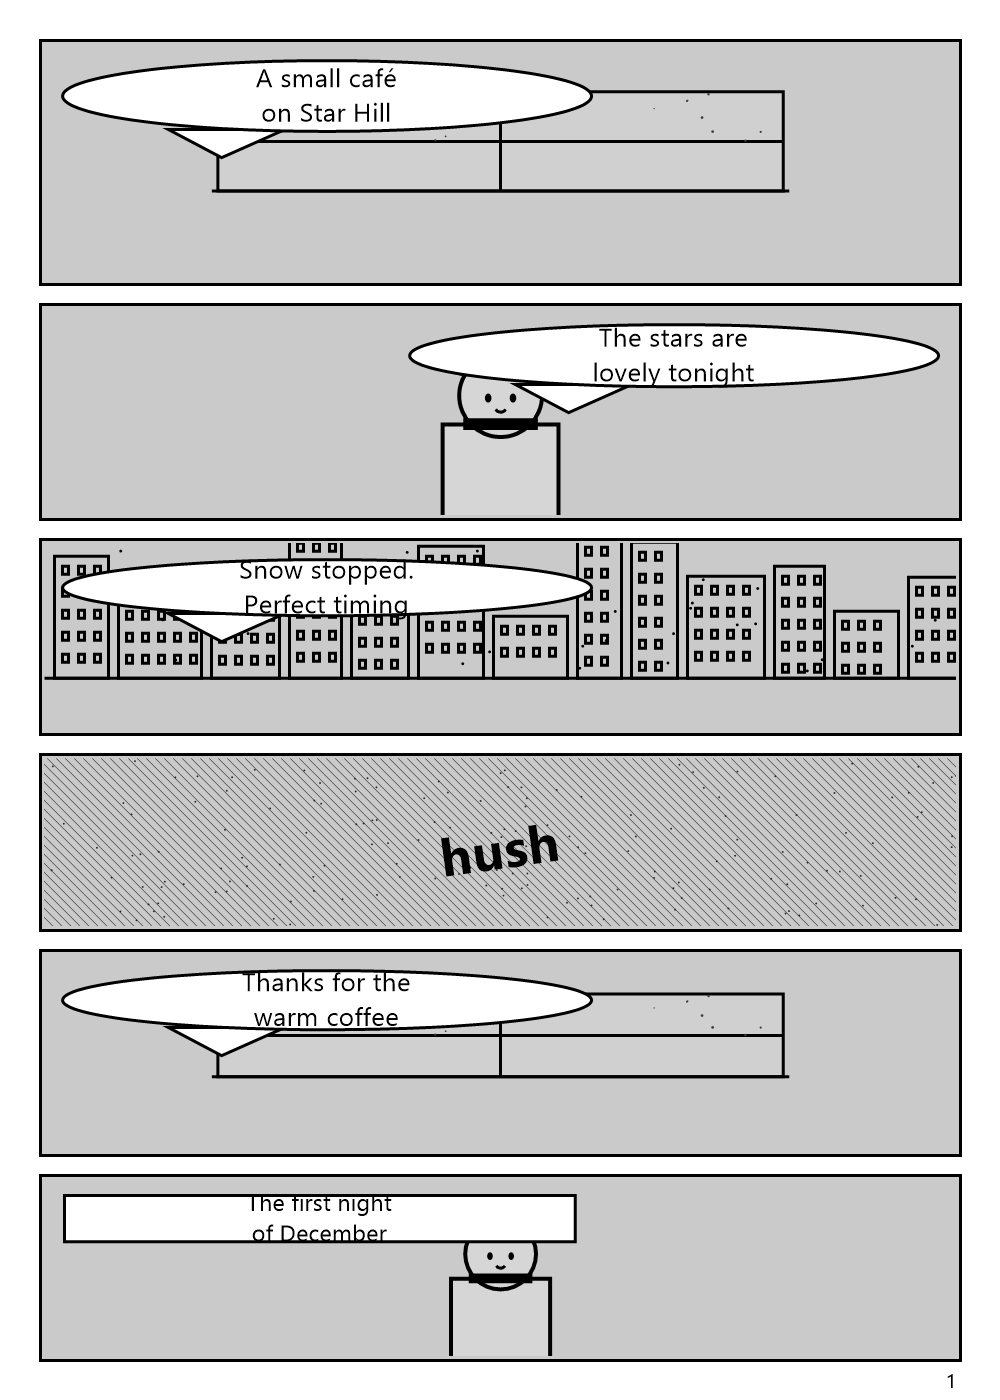 A small café
on Star Hill
The stars are
lovely tonight
Snow stopped.
Perfect timing
hush
Thanks for the
warm coffee
The first night
of December
1